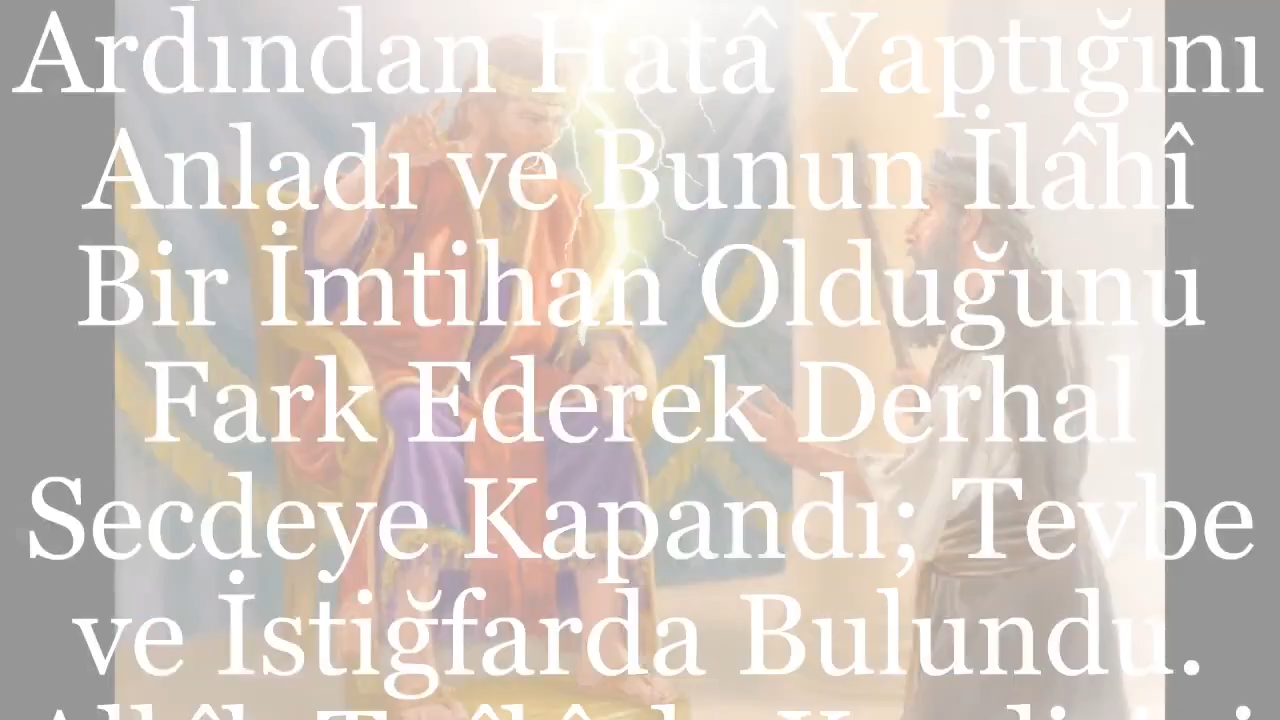 Ardından Hatâ Yaptığını
Anladı ve Bunun İlâhî
Bir İmtihan Olduğunu
Fark Ederek Derhal
Secdeye Kapandı; Tevbe
ve İstiğfarda Bulundu.